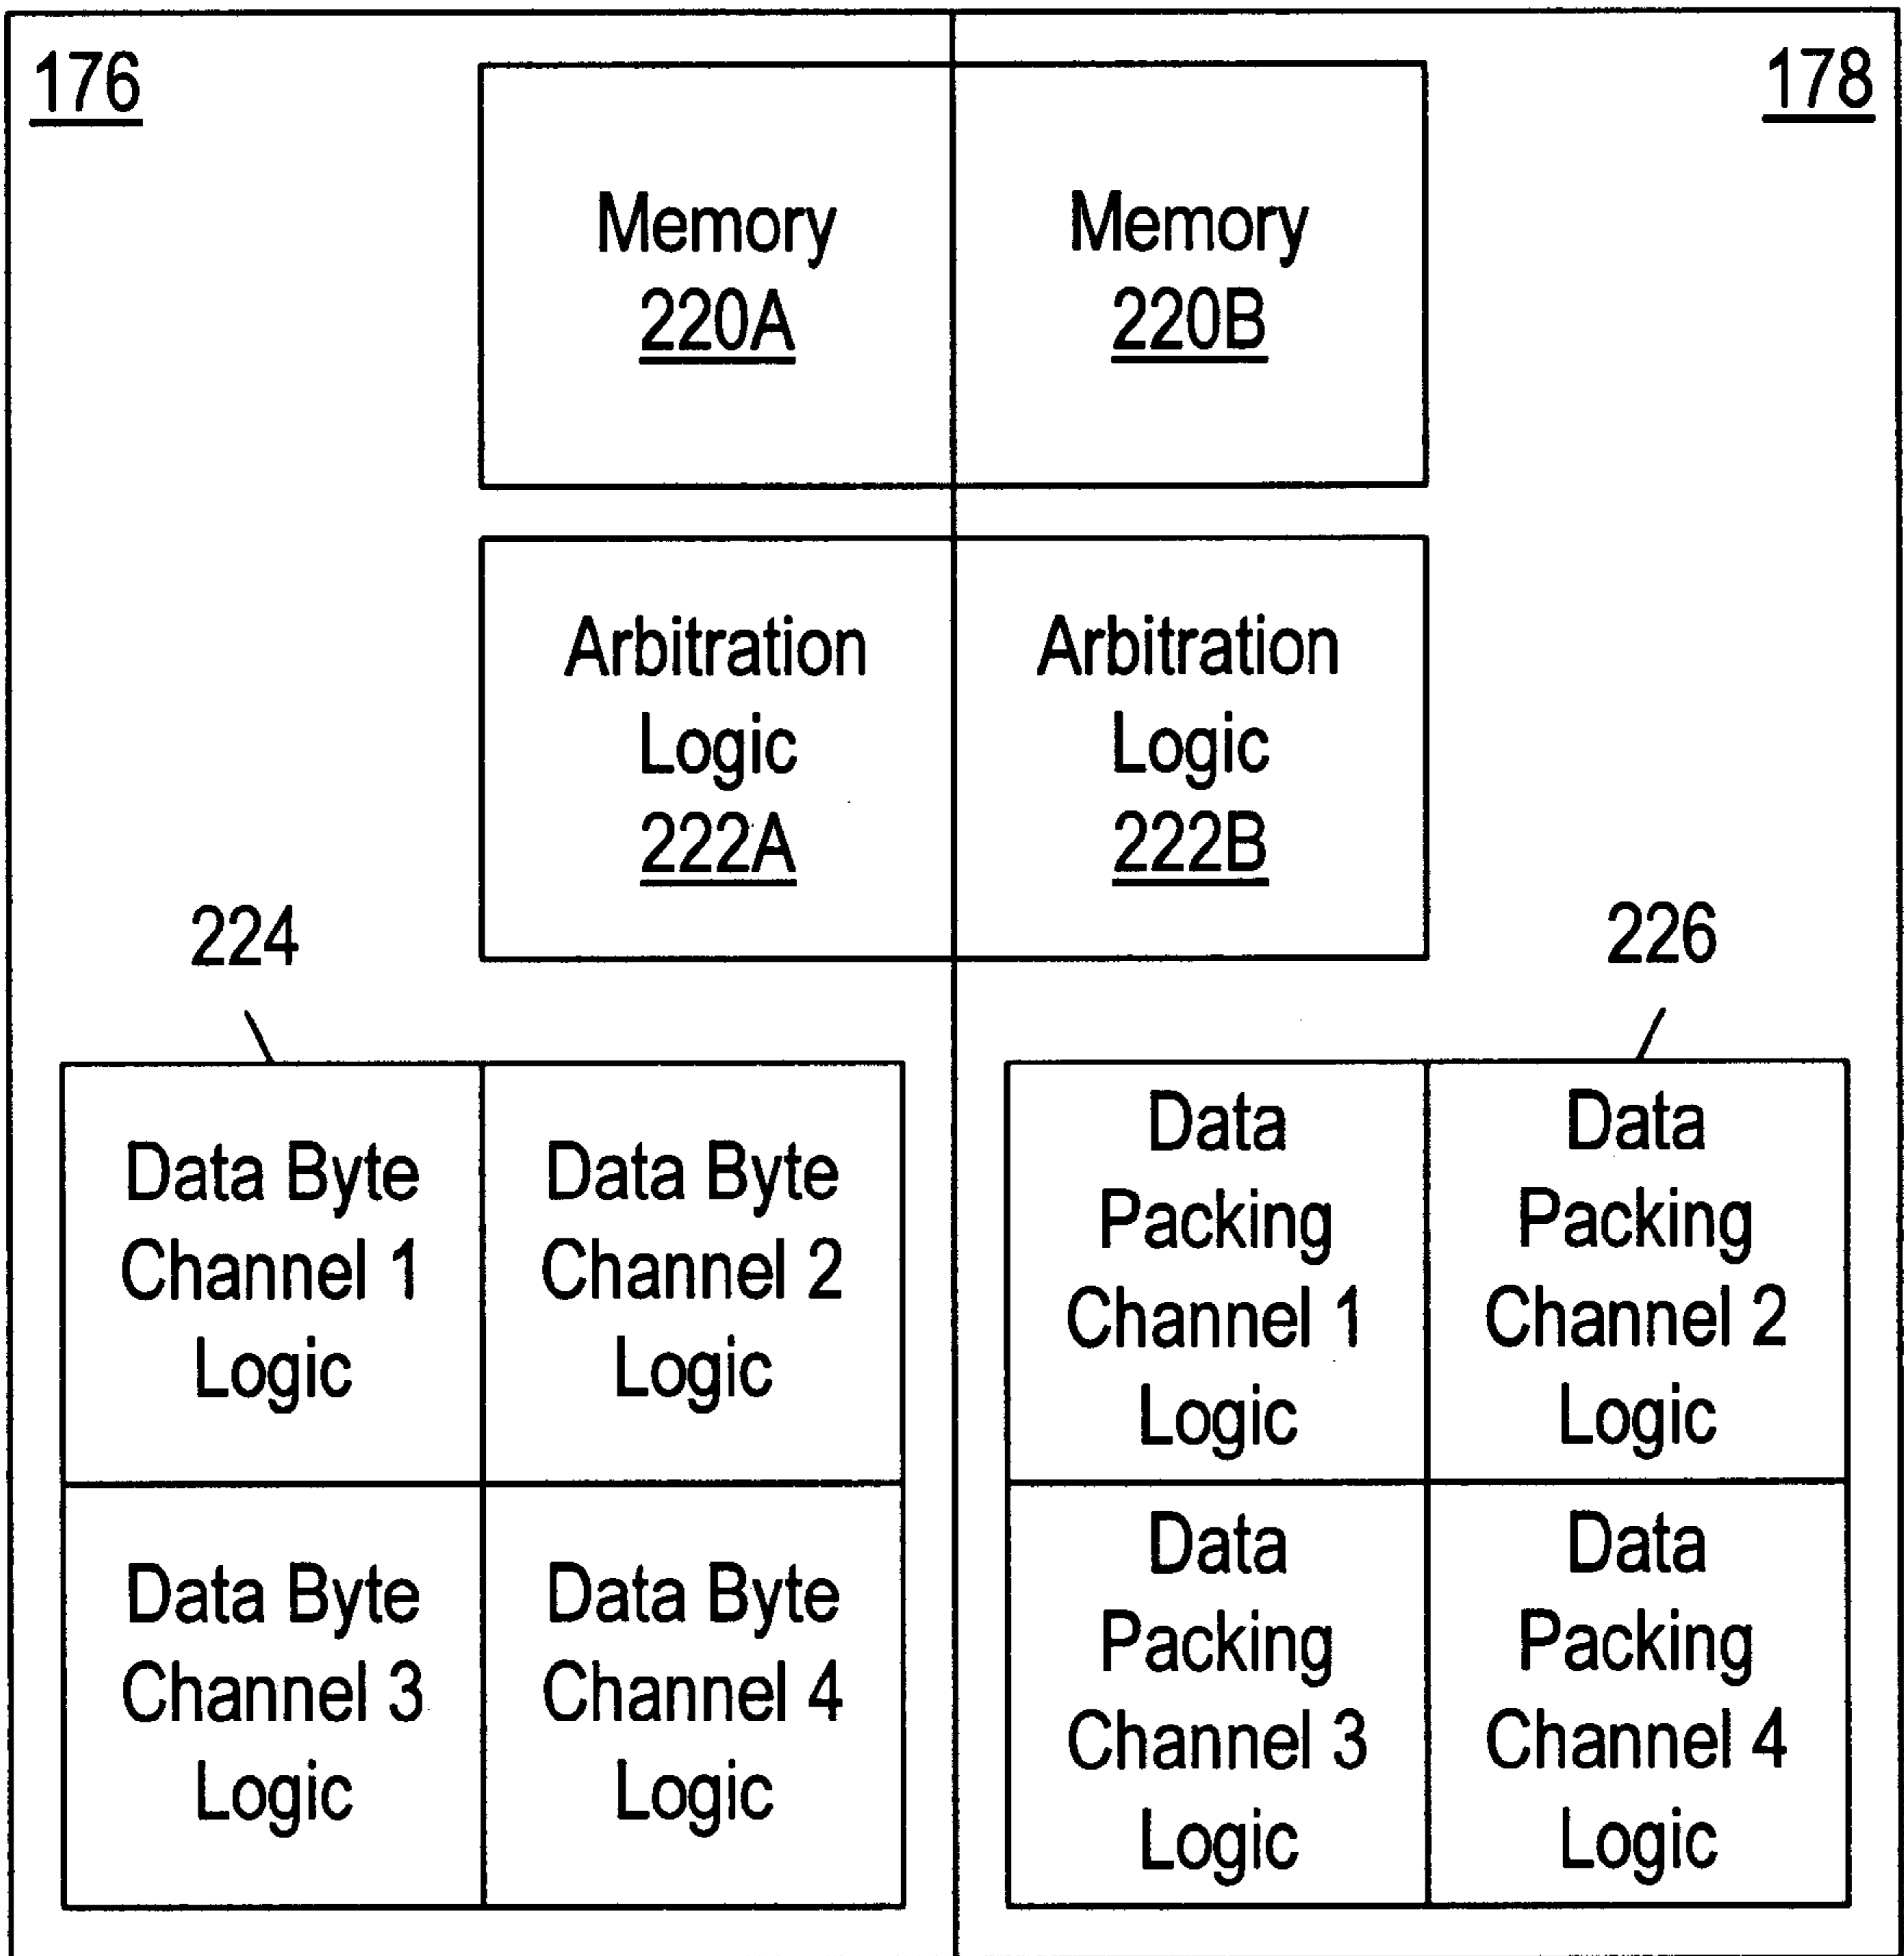 176
178
Memory
220A
Memory
220B
Arbitration
Logic
222A
Arbitration
Logic
222B
224
226
Data Byte
Channel 1
Logic
Data Byte
Channel 2
Logic
Data
Packing
Channel 1
Logic
Data
Packing
Channel 2
Logic
Data Byte
Channel 3
Logic
Data Byte
Channel 4
Logic
Data
Packing
Channel 3
Logic
Data
Packing
Channel 4
Logic